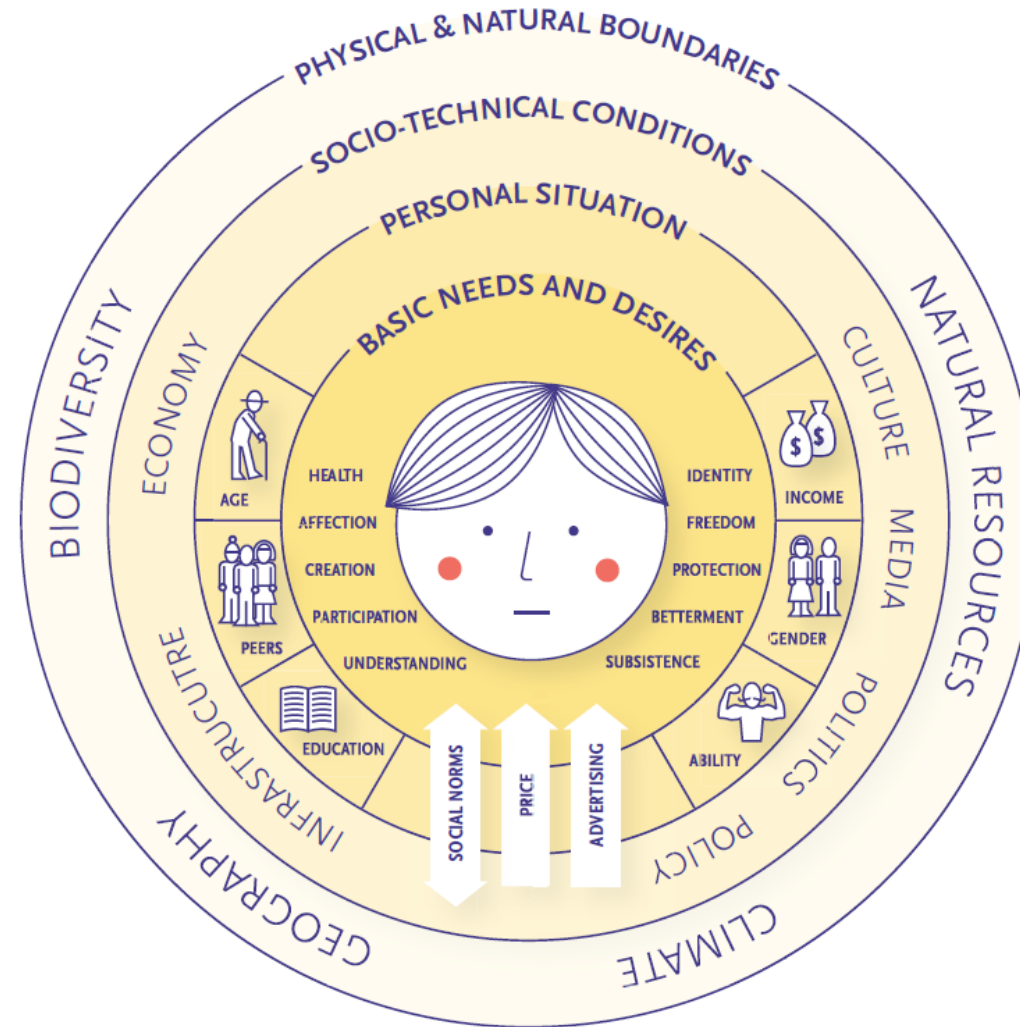 PHYSICAL & NATURAL BOUNDARIES
SOCIO-TECHNICAL CONDITIONS
PERSONAL SITUATION
BASIC NEEDS AND DESIRES
BIODIVERSITY
GEOGRAPHY
CLIMATE
NATURAL RESOURCES
ECONOMY
INFRASTRUCUTRE
POLICY
POLITICS
MEDIA
CULTURE
AGE
PEERS
EDUCATION
INCOME
GENDER
ABILITY
$ $
HEALTH
AFFECTION
CREATION
PARTICIPATION
UNDERSTANDING
IDENTITY
FREEDOM
PROTECTION
BETTERMENT
SUBSISTENCE
SOCIAL NORMS
PRICE
ADVERTISING